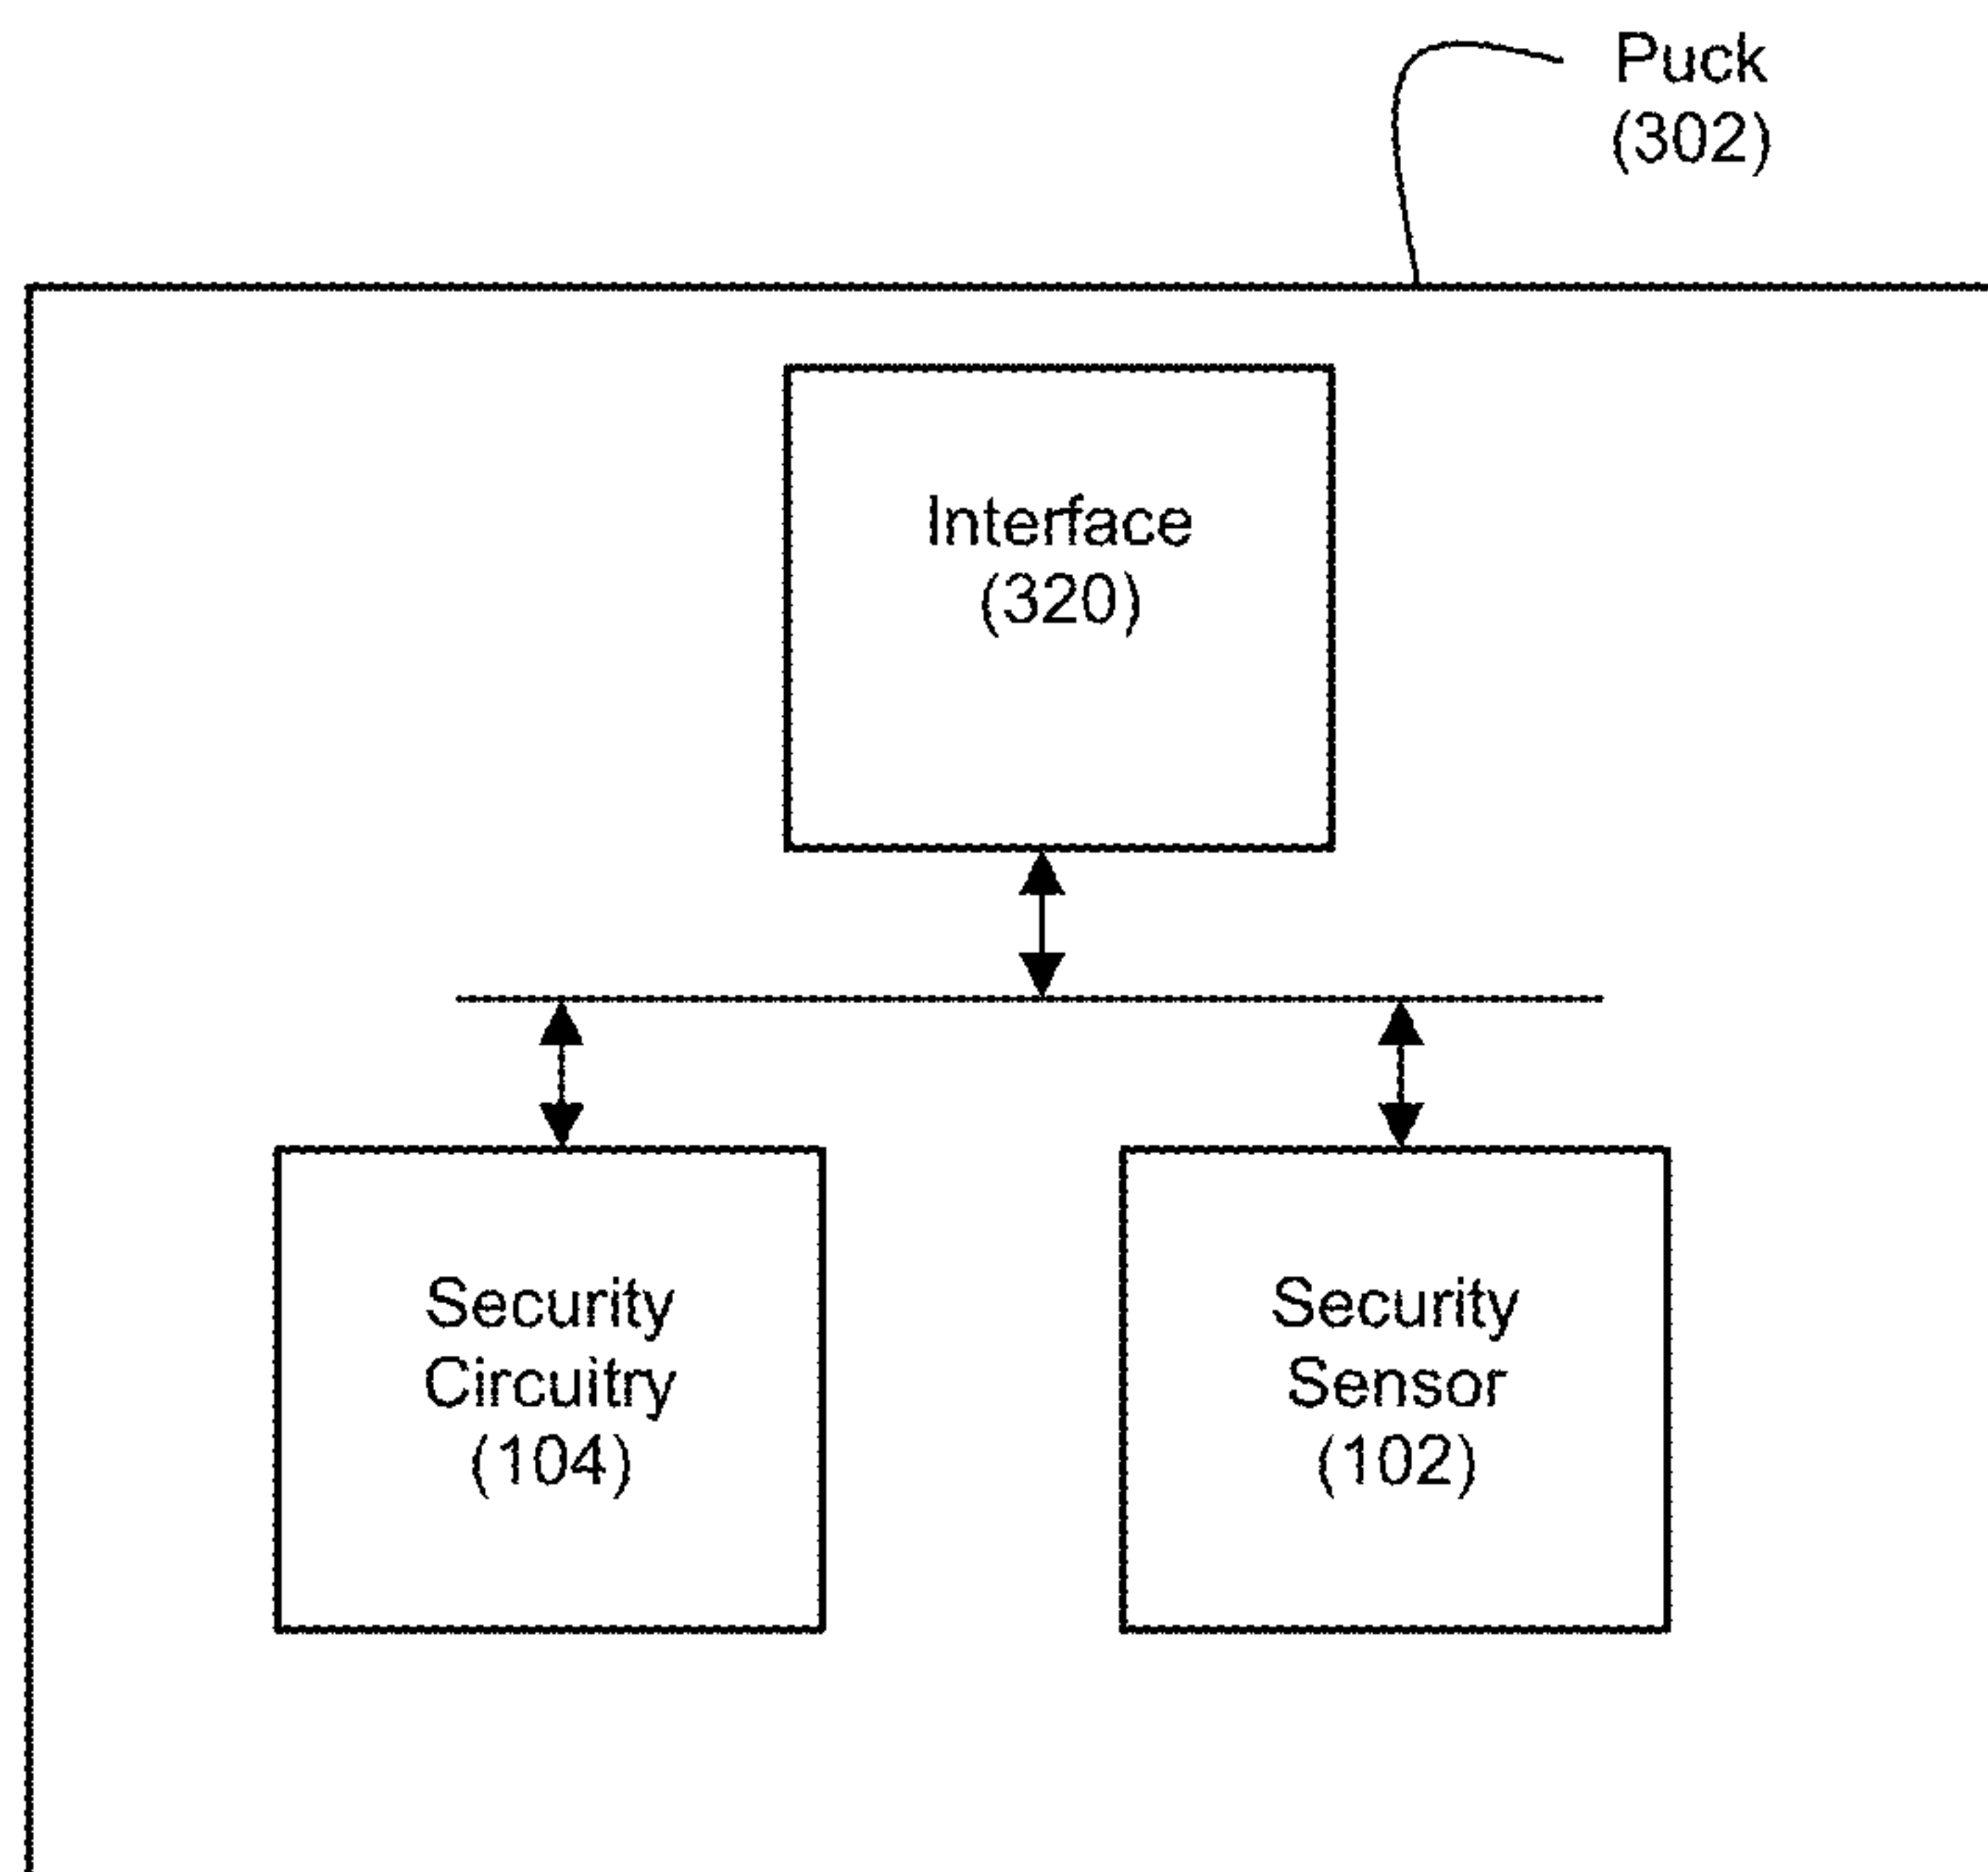 Puck
(302)
Interface
(320)
Security
Circuitry
(104)
Security
Sensor
(102)